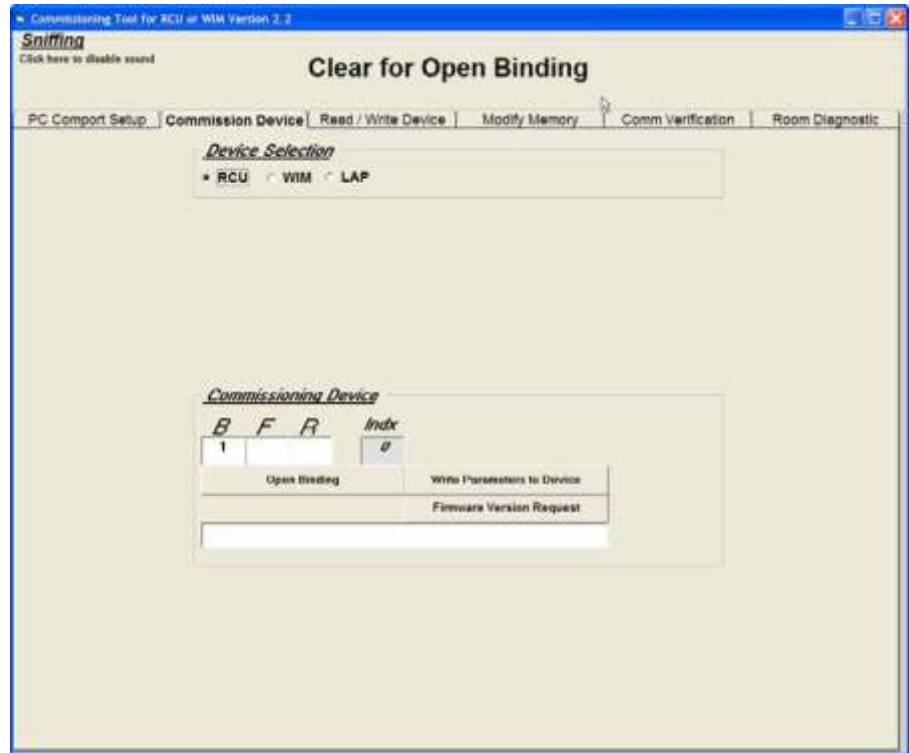 Commissioning Tool for RCU or WIM Version 2.2
Sniffing
Click here to disable sound
Clear for Open Binding
PC Comport Setup Commission Device Read / Write Device Modify Memory Comm Verification Room Diagnostic
Device Selection
RCU WIM LAP
Commissioning Device
B F R Indx
1 0
Open Binding Write Parameters to Device
Firmware Version Request